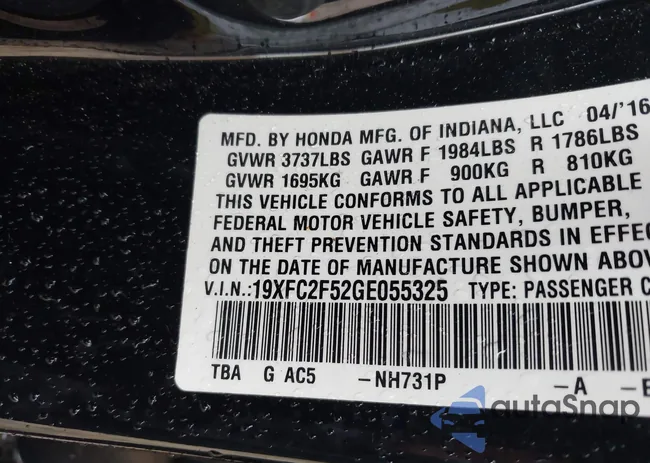 MFD. BY HONDA MFG. OF INDIANA, LLC 04/'16
GVWR 3737LBS GAWR F 1984LBS R 1786LBS
GVWR 1695KG GAWR F 900KG R 810KG
THIS VEHICLE CONFORMS TO ALL APPLICABLE
FEDERAL MOTOR VEHICLE SAFETY, BUMPER,
AND THEFT PREVENTION STANDARDS IN EFFEC
ON THE DATE OF MANUFACTURE SHOWN ABOV
V.I.N.:19XFC2F52GE055325 TYPE: PASSENGER C
TBA G AC5 -NH731P -A -E
autoSnap